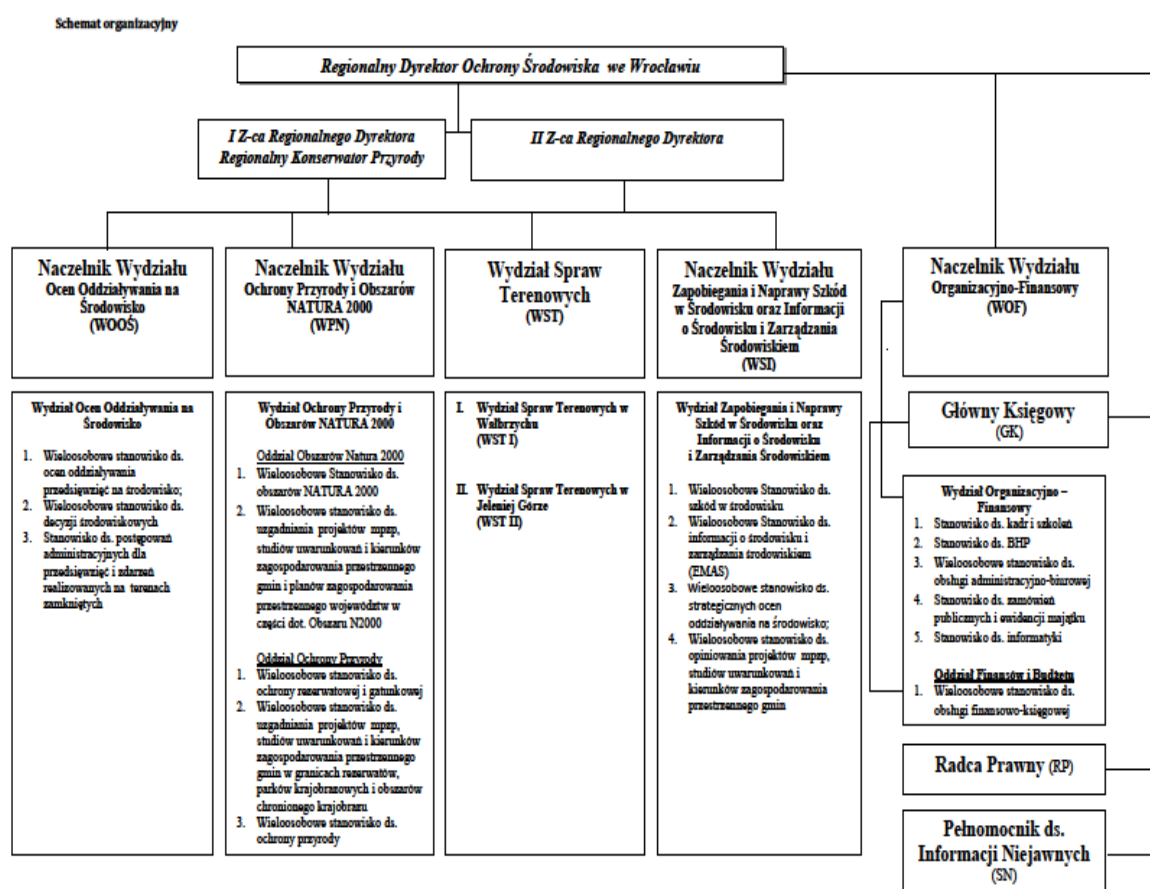 Schemat organizacyjny
Regionalny Dyrektor Ochrony Środowiska we Wrocławiu
I Z-ca Regionalnego Dyrektora
Regionalny Konserwator Przyrody
II Z-ca Regionalnego Dyrektora
Naczelnik Wydziału
Ocen Oddziaływania na
Środowisko
(WOOŚ)
Naczelnik Wydziału
Ochrony Przyrody i Obszarów
NATURA 2000
(WPN)
Wydział Spraw
Terenowych
(WST)
Naczelnik Wydziału
Zapobiegania i Naprawy Szkód
w Środowisku oraz Informacji
o Środowisku i Zarządzania
Środowiskiem
(WSI)
Naczelnik Wydziału
Organizacyjno-Finansowy
(WOF)
Wydział Ocen Oddziaływania na
Środowisko
1. Wieloosobowe stanowisko ds.
ocen oddziaływania
przedsięwzięć na środowisko;
2. Wieloosobowe stanowisko ds.
decyzji środowiskowych
3. Stanowisko ds. postępowań
administracyjnych dla
przedsięwzięć i zdarzeń
realizowanych na terenach
zamkniętych
Wydział Ochrony Przyrody i
Obszarów NATURA 2000
Oddział Obszarów Natura 2000
1. Wieloosobowe Stanowisko ds.
obszarów NATURA 2000
2. Wieloosobowe stanowisko ds.
uzgadniania projektów mpzp,
studiów uwarunkowań i kierunków
zagospodarowania przestrzennego
gmin i planów zagospodarowania
przestrzennego województw w
części dot. Obszaru N2000
Oddział Ochrony Przyrody
1. Wieloosobowe stanowisko ds.
ochrony rezerwatowej i gatunkowej
2. Wieloosobowe stanowisko ds.
uzgadniania projektów mpzp,
studiów uwarunkowań i kierunków
zagospodarowania przestrzennego
gmin w granicach rezerwatów,
parków krajobrazowych i obszarów
chronionego krajobrazu
3. Wieloosobowe stanowisko ds.
ochrony przyrody
I. Wydział Spraw Terenowych w
Wałbrzychu
(WST I)
II. Wydział Spraw Terenowych w
Jeleniej Górze
(WST II)
Wydział Zapobiegania i Naprawy
Szkód w Środowisku oraz
Informacji o Środowisku
i Zarządzania Środowiskiem
1. Wieloosobowe Stanowisko ds.
szkód w środowisku
2. Wieloosobowe Stanowisko ds.
informacji o środowisku i
zarządzania środowiskiem
(EMAS)
3. Wieloosobowe stanowisko ds.
strategicznych ocen
oddziaływania na środowisko;
4. Wieloosobowe stanowisko ds.
opiniowania projektów mpzp,
studiów uwarunkowań i
kierunków zagospodarowania
przestrzennego gmin
Główny Księgowy
(GK)
Wydział Organizacyjno –
Finansowy
1. Stanowisko ds. kadr i szkoleń
2. Stanowisko ds. BHP
3. Wieloosobowe stanowisko ds.
obsługi administracyjno-biurowej
4. Stanowisko ds. zamówień
publicznych i ewidencji majątku
5. Stanowisko ds. informatyki
Oddział Finansów i Budżetu
1. Wieloosobowe stanowisko ds.
obsługi finansowo-księgowej
Radca Prawny (RP)
Pełnomocnik ds.
Informacji Niejawnych
(SN)